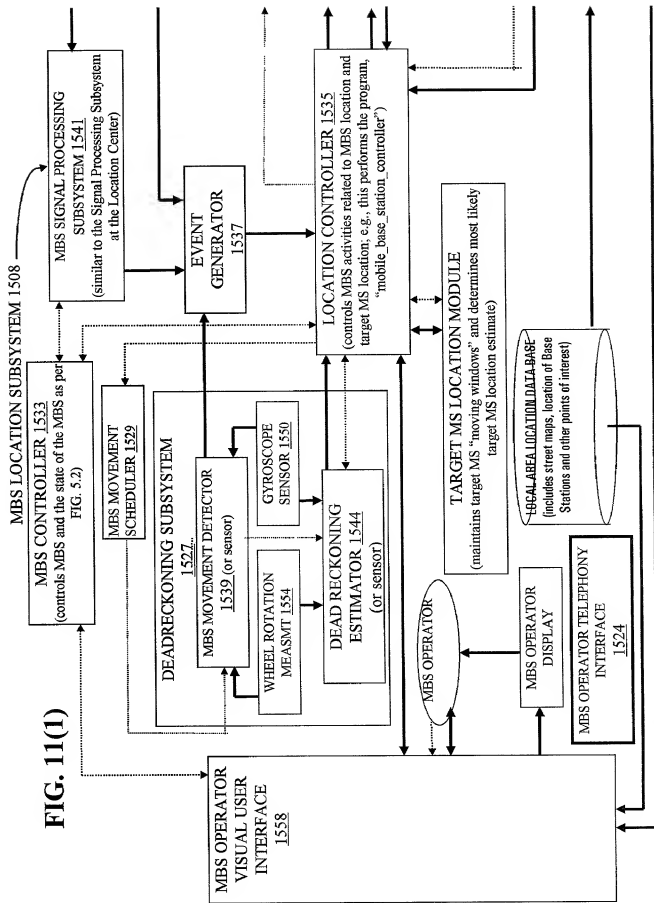 FIG. 11(1)
MBS LOCATION SUBSYSTEM 1508
MBS CONTROLLER 1533
(controls MBS and the state of the MBS as per
FIG. 5.2)
MBS SIGNAL PROCESSING
SUBSYSTEM 1541
(similar to the Signal Processing Subsystem
at the Location Center)
MBS MOVEMENT
SCHEDULER 1529
EVENT
GENERATOR
1537
DEADRECKONING SUBSYSTEM
1527
MBS MOVEMENT DETECTOR
1539 (or sensor)
WHEEL ROTATION
MEASMT 1554
GYROSCOPE
SENSOR 1550
DEAD RECKONING
ESTIMATOR 1544
(or sensor)
LOCATION CONTROLLER 1535
(controls MBS activities related to MBS location and
target MS location; e.g., this performs the program,
“mobile_base_station_controller”)
MBS OPERATOR
VISUAL USER
INTERFACE
1558
MBS OPERATOR
MBS OPERATOR
DISPLAY
MBS OPERATOR TELEPHONY
INTERFACE
1524
TARGET MS LOCATION MODULE
(maintains target MS “moving windows” and determines most likely
target MS location estimate)
LOCAL AREA LOCATION DATA BASE
(includes street maps, location of Base
Stations and other points of interest)